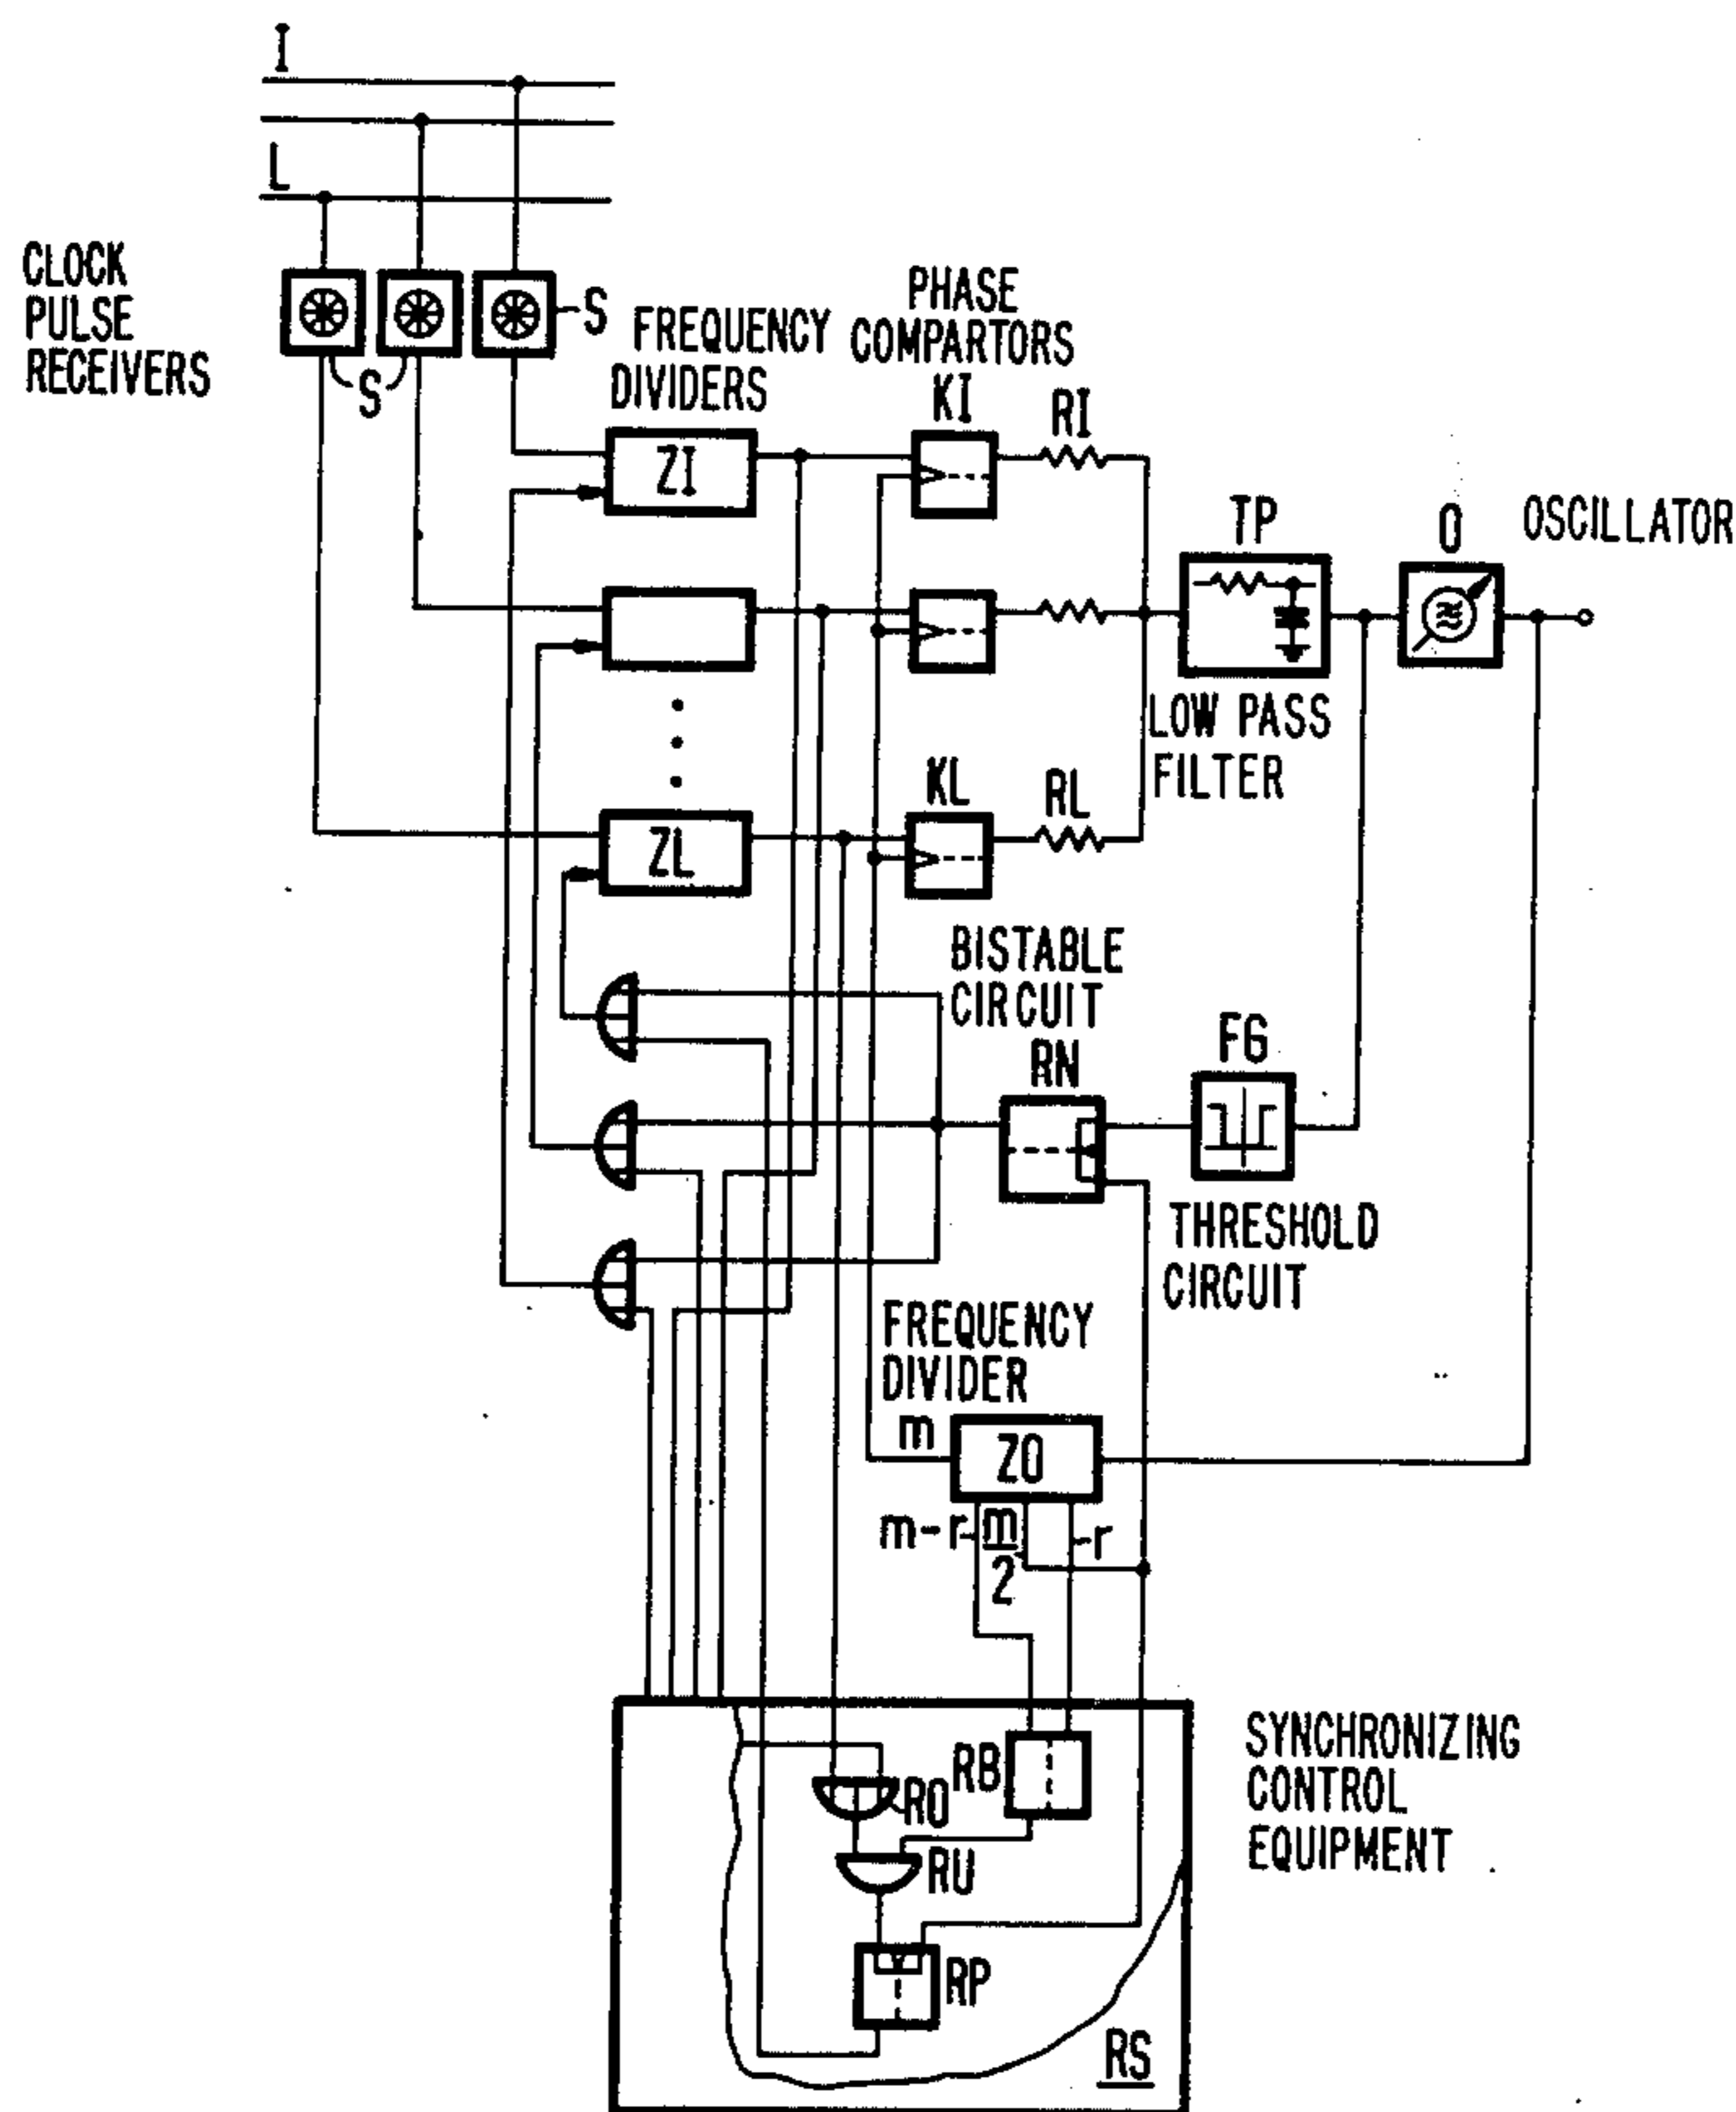 I
L
CLOCK
PULSE
RECEIVERS
S
S
FREQUENCY
DIVIDERS
PHASE
COMPARTORS
KI
RI
ZI
TP
O
OSCILLATOR
LOW PASS
FILTER
KL
RL
ZL
BISTABLE
CIRCUIT
RN
FG
THRESHOLD
CIRCUIT
FREQUENCY
DIVIDER
m
ZO
m-r
m
2
r
SYNCHRONIZING
CONTROL
EQUIPMENT
RB
RO
RU
RP
RS